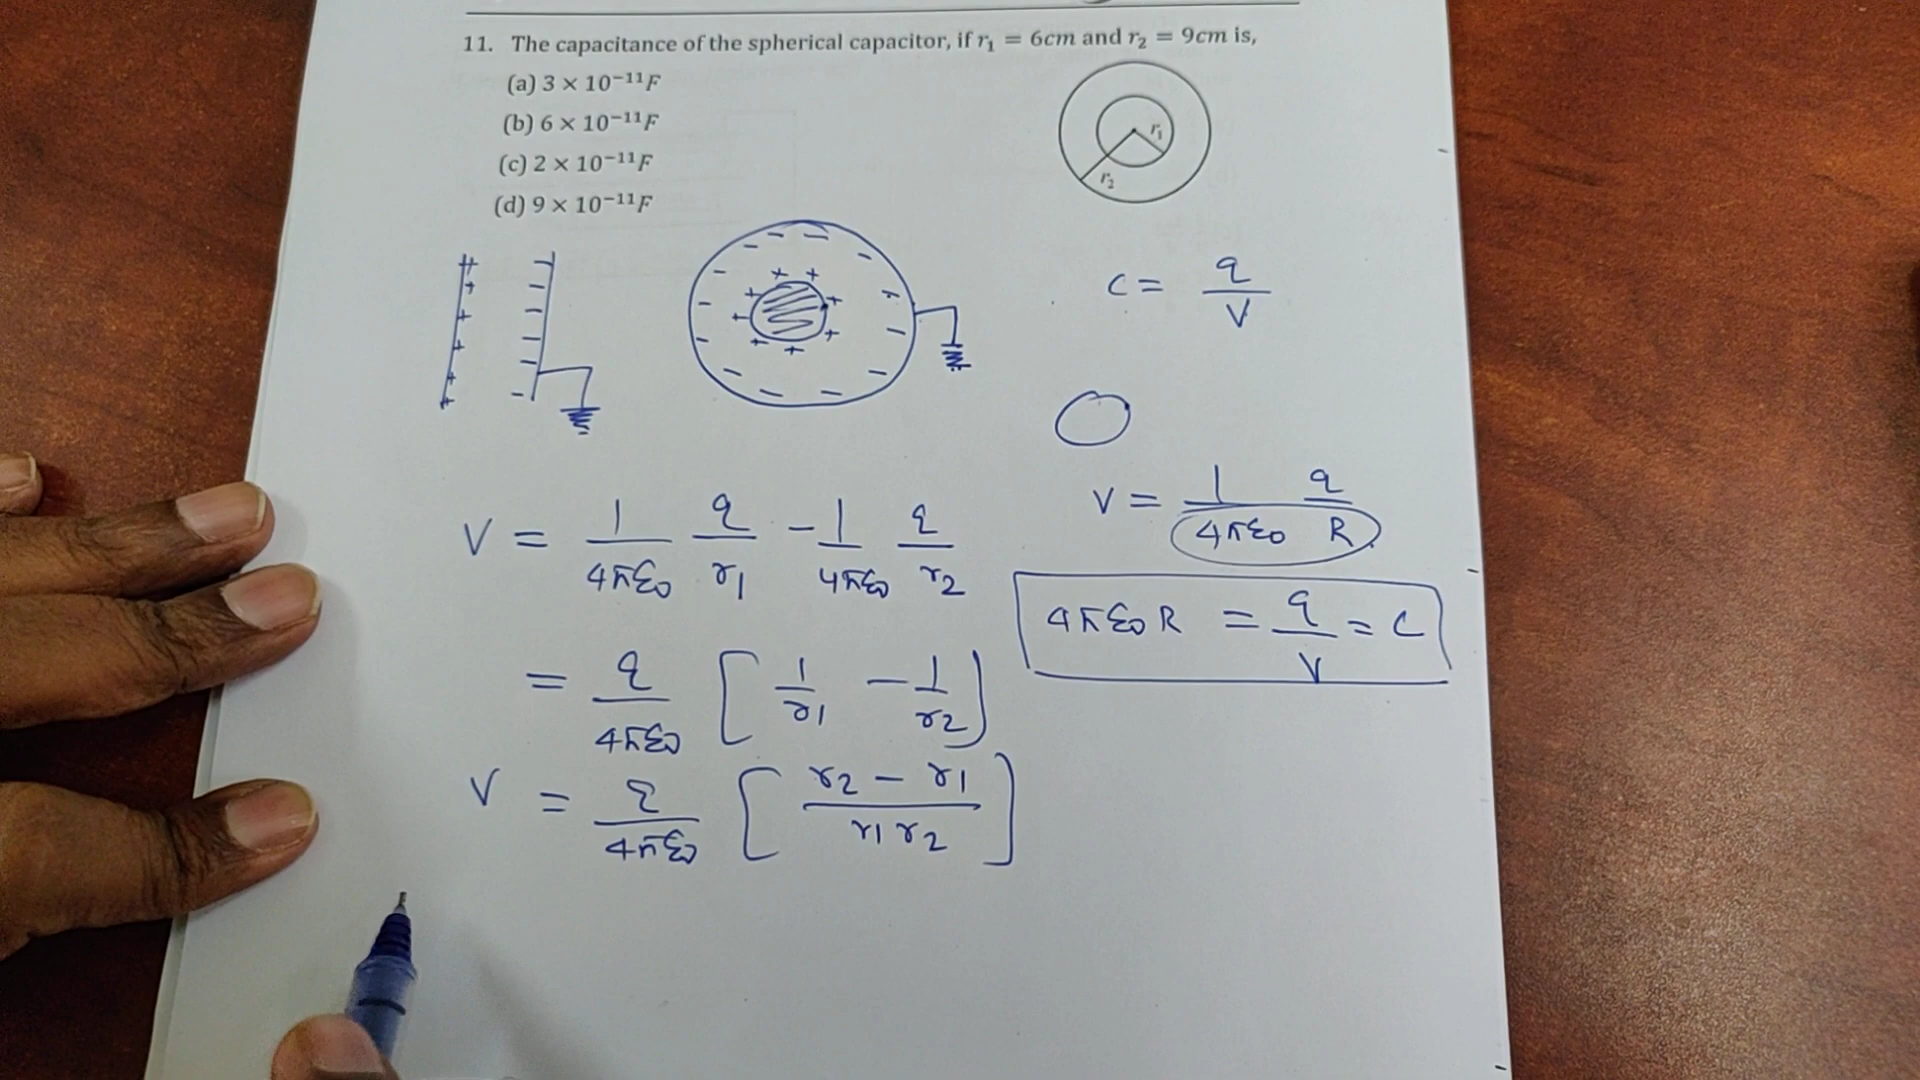 11. The capacitance of the spherical capacitor, if r₁ = 6cm and r₂ = 9cm is,
(a) 3 × 10⁻¹¹F
(b) 6 × 10⁻¹¹F
(c) 2 × 10⁻¹¹F
(d) 9 × 10⁻¹¹F
r₁
r₂
C = q/V
V = 1/4πε₀ q/R
4πε₀R = q/V = C
V = 1/4πε₀ q/r₁ - 1/4πε₀ q/r₂
= q/4πε₀ [1/r₁ - 1/r₂]
V = q/4πε₀ [r₂ - r₁/r₁r₂]